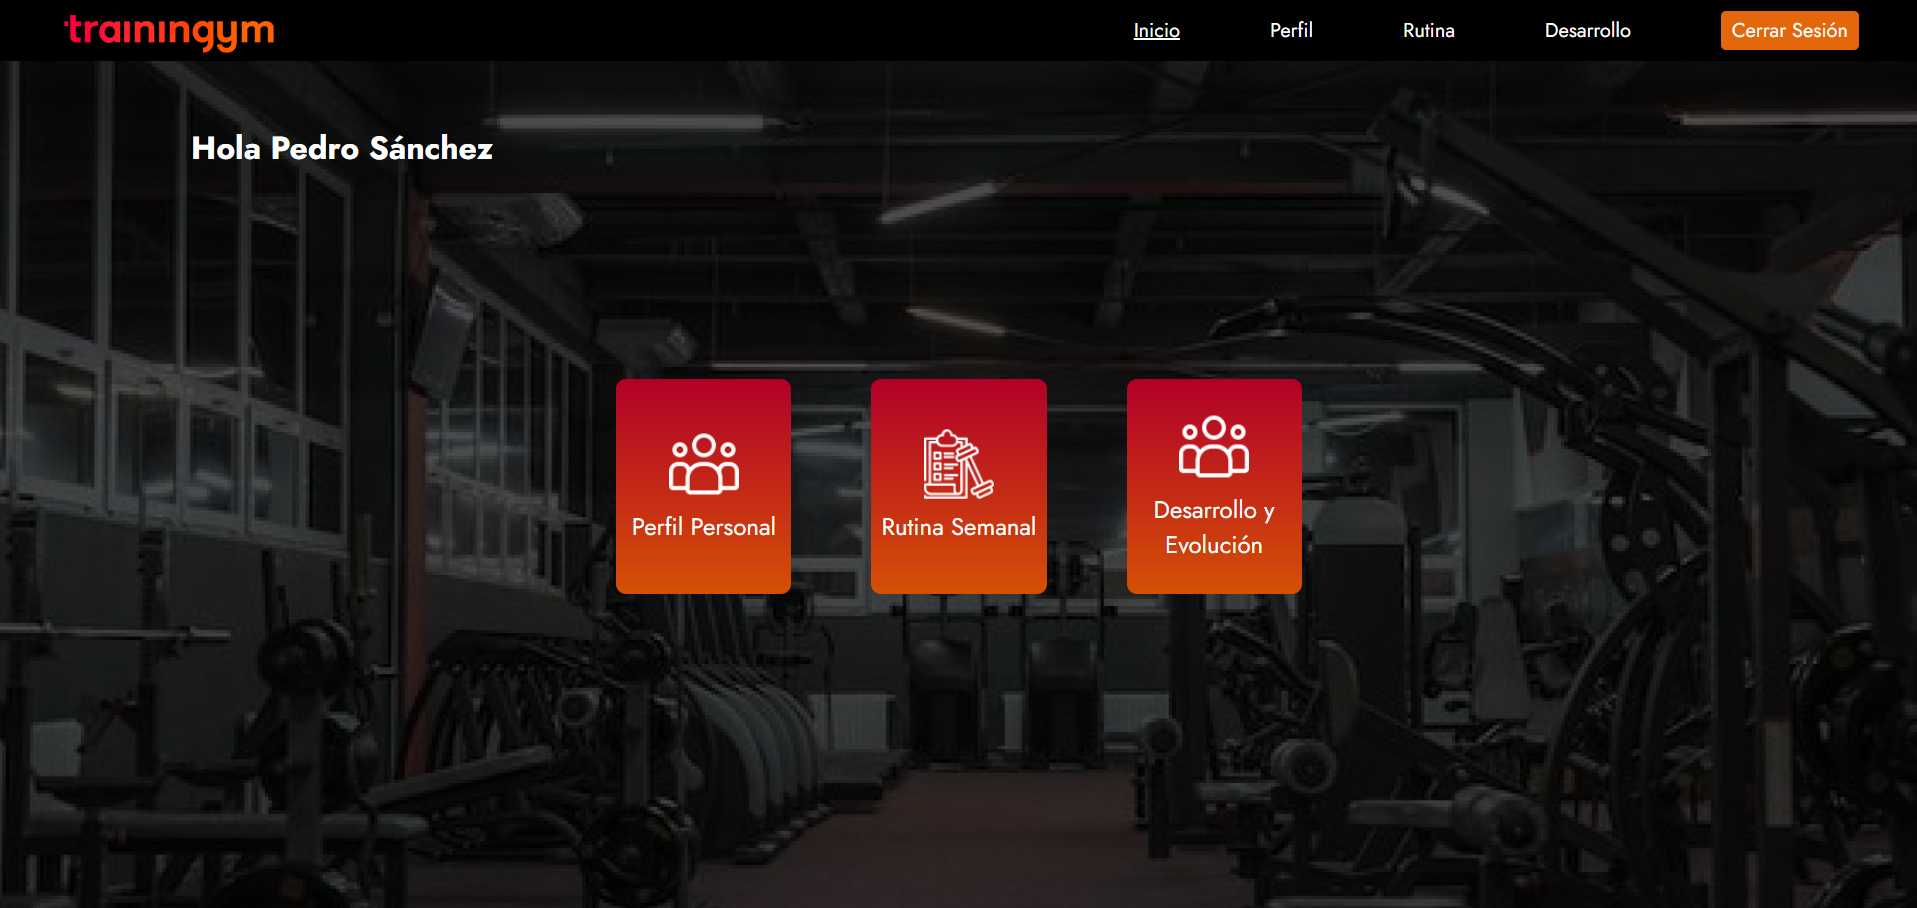 trainingym
Inicio
Perfil
Rutina
Desarrollo
Cerrar Sesión
Hola Pedro Sánchez
Perfil Personal
Rutina Semanal
Desarrollo y
Evolución